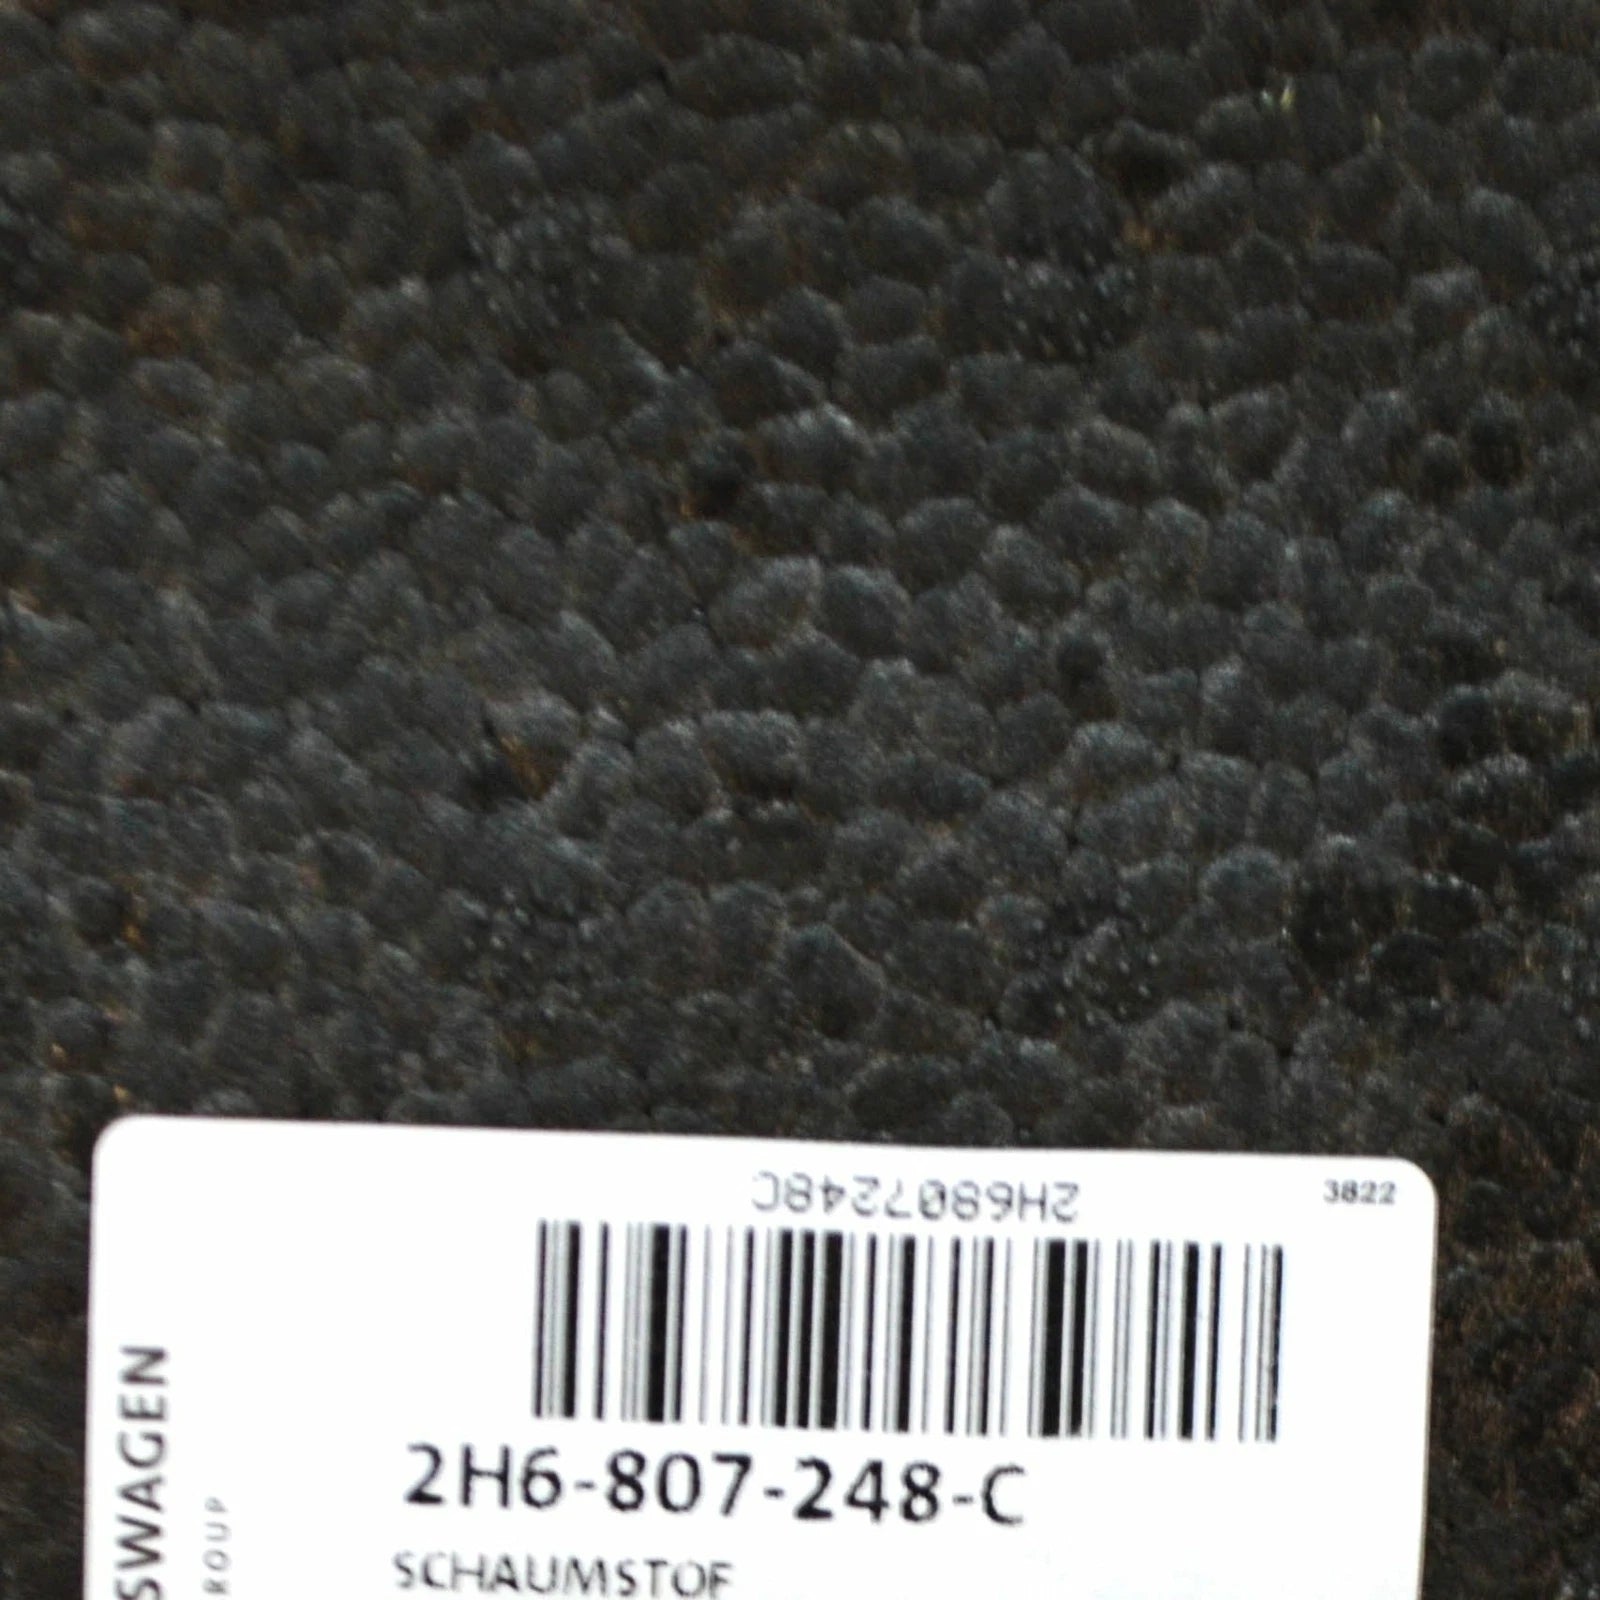 2H6807248C
3822
2H6-807-248-C
SCHAUMSTOF
SWAGEN
ROUP